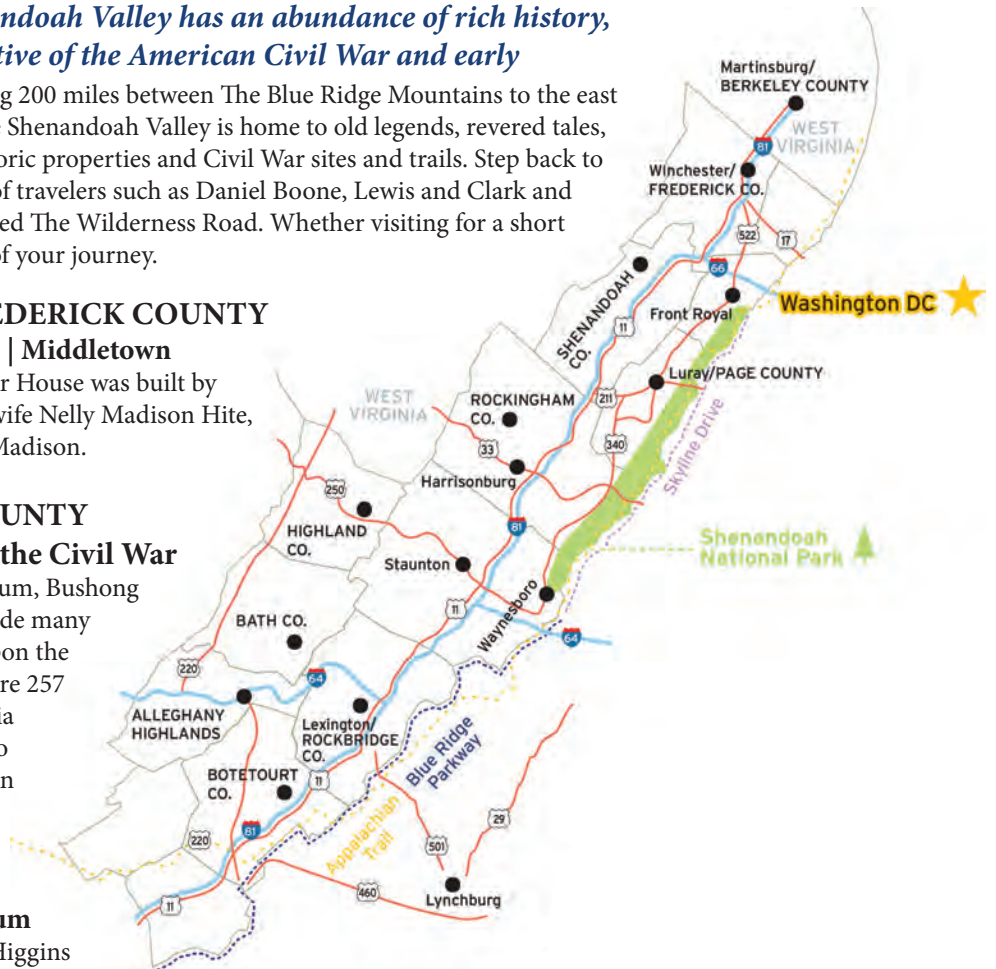 ndoah Valley has an abundance of rich history,
tive of the American Civil War and early
g 200 miles between The Blue Ridge Mountains to the east
e Shenandoah Valley is home to old legends, revered tales,
oric properties and Civil War sites and trails. Step back to
of travelers such as Daniel Boone, Lewis and Clark and
ed The Wilderness Road. Whether visiting for a short
of your journey.
EDERICK COUNTY
| Middletown
r House was built by
wife Nelly Madison Hite,
Madison.
UNTY
the Civil War
um, Bushong
de many
on the
re 257
ia
o
n
um
Higgins
Martinsburg/
BERKELEY COUNTY
WEST
VIRGINIA
81
Winchester/
FREDERICK CO.
522
17
66
SHENANDOAH
CO.
11
Front Royal
Washington DC
Luray/PAGE COUNTY
211
340
Skyline Drive
WEST
VIRGINIA
ROCKINGHAM
CO.
33
Harrisonburg
250
HIGHLAND
CO.
81
Staunton
Shenandoah
National Park
Waynesboro
11
64
BATH CO.
220
64
ALLEGHANY
HIGHLANDS
Lexington/
ROCKBRIDGE
CO.
Blue Ridge
Parkway
BOTETOURT
CO.
11
81
220
Appalachian
Trail
29
501
11
460
Lynchburg